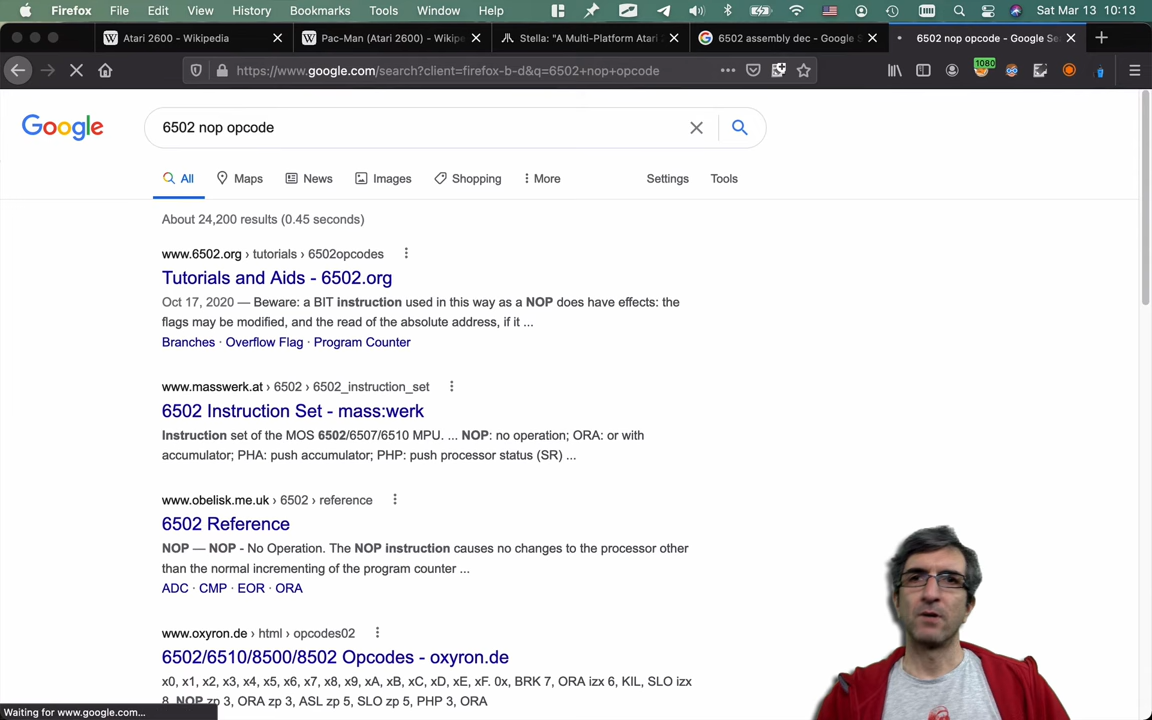 Firefox File Edit View History Bookmarks Tools Window Help Sat Mar 13 10:13
Atari 2600 - Wikipedia Pac-Man (Atari 2600) - Wikipe Stella: "A Multi-Platform Atari 6502 assembly dec - Google S 6502 nop opcode - Google Se
https://www.google.com/search?client=firefox-b-d&q=6502+nop+opcode 1080
Google 6502 nop opcode
All Maps News Images Shopping More Settings Tools
About 24,200 results (0.45 seconds)
www.6502.org › tutorials › 6502opcodes
Tutorials and Aids - 6502.org
Oct 17, 2020 — Beware: a BIT instruction used in this way as a NOP does have effects: the
flags may be modified, and the read of the absolute address, if it ...
Branches · Overflow Flag · Program Counter
www.masswerk.at › 6502 › 6502_instruction_set
6502 Instruction Set - mass:werk
Instruction set of the MOS 6502/6507/6510 MPU. ... NOP: no operation; ORA: or with
accumulator; PHA: push accumulator; PHP: push processor status (SR) ...
www.obelisk.me.uk › 6502 › reference
6502 Reference
NOP — NOP - No Operation. The NOP instruction causes no changes to the processor other
than the normal incrementing of the program counter ...
ADC · CMP · EOR · ORA
www.oxyron.de › html › opcodes02
6502/6510/8500/8502 Opcodes - oxyron.de
x0, x1, x2, x3, x4, x5, x6, x7, x8, x9, xA, xB, xC, xD, xE, xF. 0x, BRK 7, ORA izx 6, KIL, SLO izx
8, NOP zp 3, ORA zp 3, ASL zp 5, SLO zp 5, PHP 3, ORA
Waiting for www.google.com...